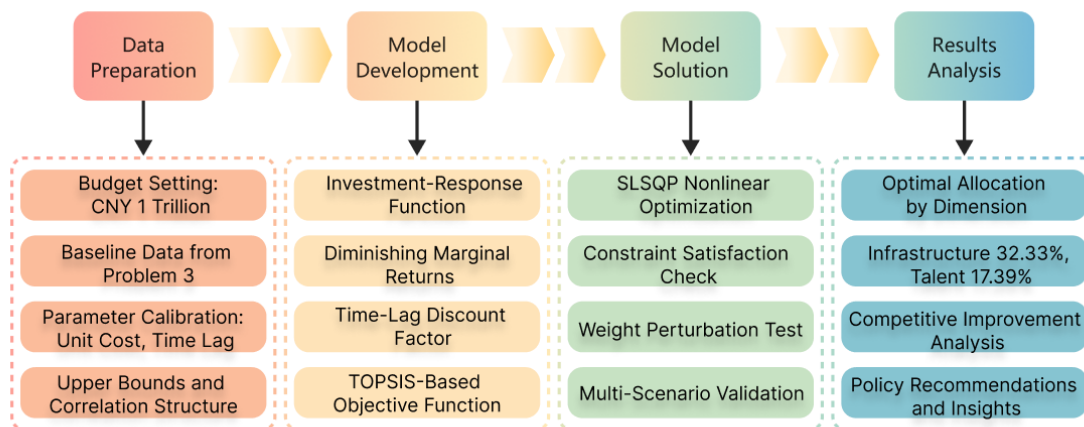 Data
Preparation
Model
Development
Model
Solution
Results
Analysis
Budget Setting:
CNY 1 Trillion
Baseline Data from
Problem 3
Parameter Calibration:
Unit Cost, Time Lag
Upper Bounds and
Correlation Structure
Investment-Response
Function
Diminishing Marginal
Returns
Time-Lag Discount
Factor
TOPSIS-Based
Objective Function
SLSQP Nonlinear
Optimization
Constraint Satisfaction
Check
Weight Perturbation Test
Multi-Scenario Validation
Optimal Allocation
by Dimension
Infrastructure 32.33%,
Talent 17.39%
Competitive Improvement
Analysis
Policy Recommendations
and Insights